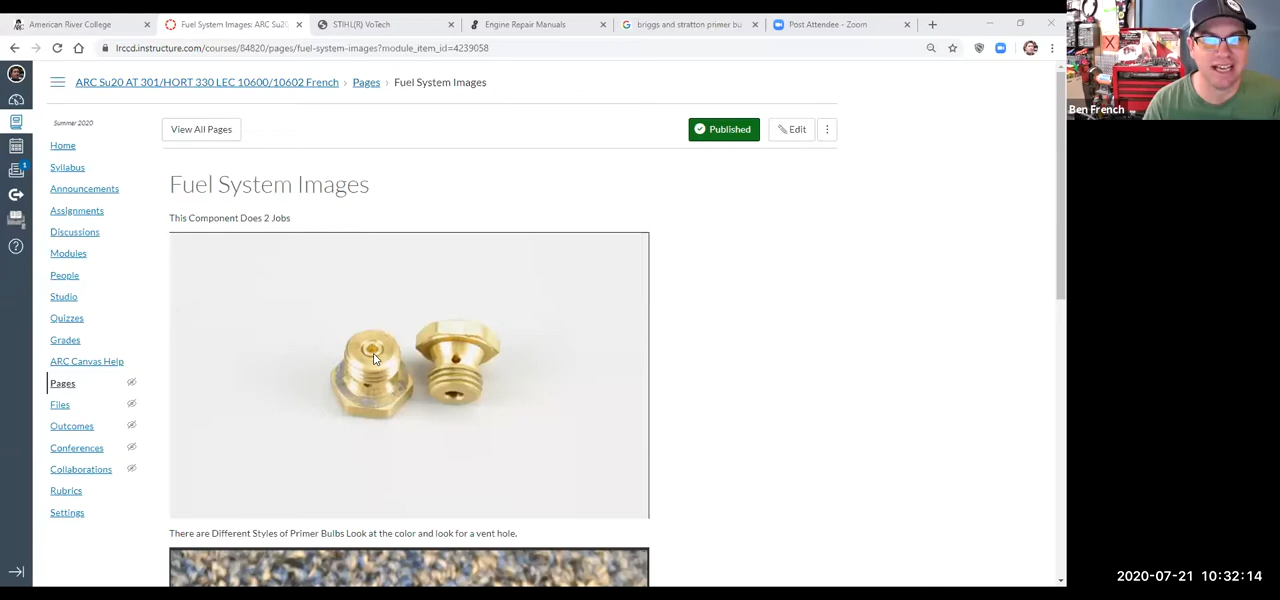 American River College
Fuel System Images: ARC Su20
STIHL(R) VoTech
Engine Repair Manuals
briggs and stratton primer bu
Post Attendee - Zoom
lrccd.instructure.com/courses/84820/pages/fuel-system-images?module_item_id=4239058
Ben French
ARC Su20 AT 301/HORT 330 LEC 10600/10602 French › Pages › Fuel System Images
Summer 2020
View All Pages
Published
Edit
Home
Syllabus
Announcements
Assignments
Discussions
Modules
People
Studio
Quizzes
Grades
ARC Canvas Help
Pages
Files
Outcomes
Conferences
Collaborations
Rubrics
Settings
1
Fuel System Images
This Component Does 2 Jobs
There are Different Styles of Primer Bulbs Look at the color and look for a vent hole.
2020-07-21 10:32:14